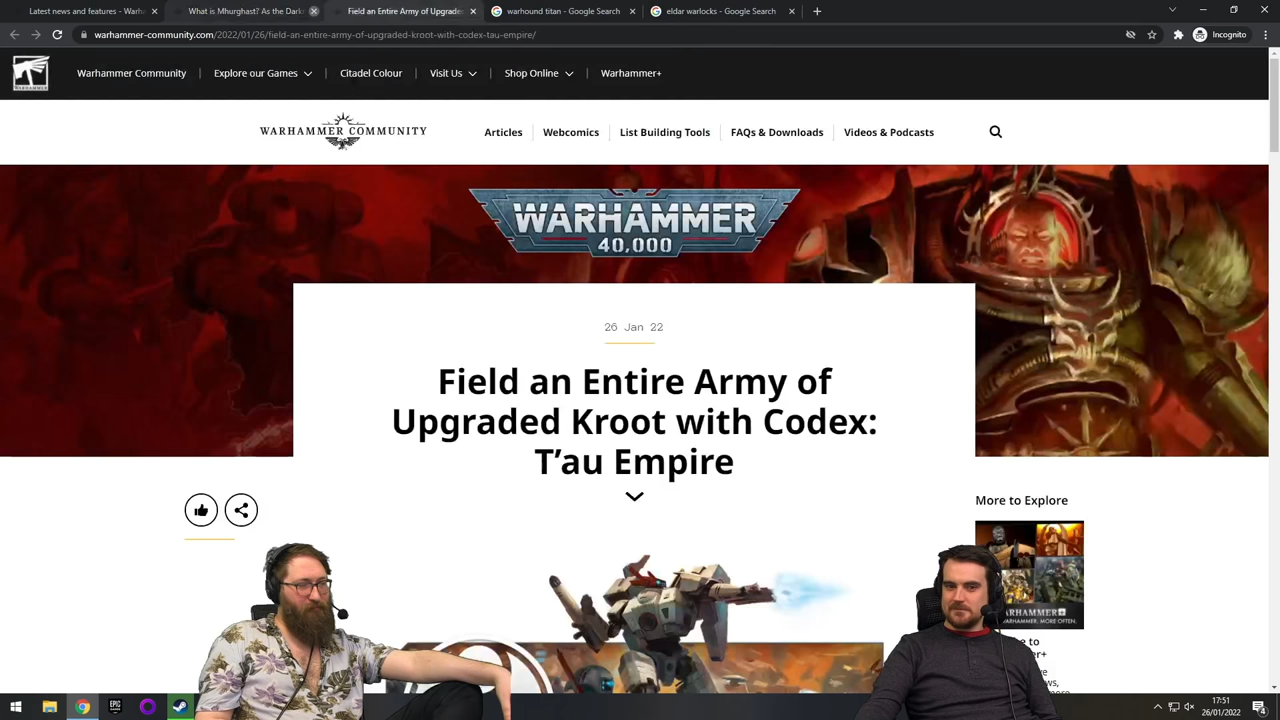 Latest news and features - Warh
What is Mhurghast? As the Dark
Field an Entire Army of Upgrade
warhound titan - Google Search
eldar warlocks - Google Search
warhammer-community.com/2022/01/26/field-an-entire-army-of-upgraded-kroot-with-codex-tau-empire/
Incognito
Warhammer Community
Explore our Games
Citadel Colour
Visit Us
Shop Online
Warhammer+
WARHAMMER COMMUNITY
Articles
Webcomics
List Building Tools
FAQs & Downloads
Videos & Podcasts
WARHAMMER
40,000
26 Jan 22
Field an Entire Army of
Upgraded Kroot with Codex:
T'au Empire
More to Explore
17:51
26/01/2022